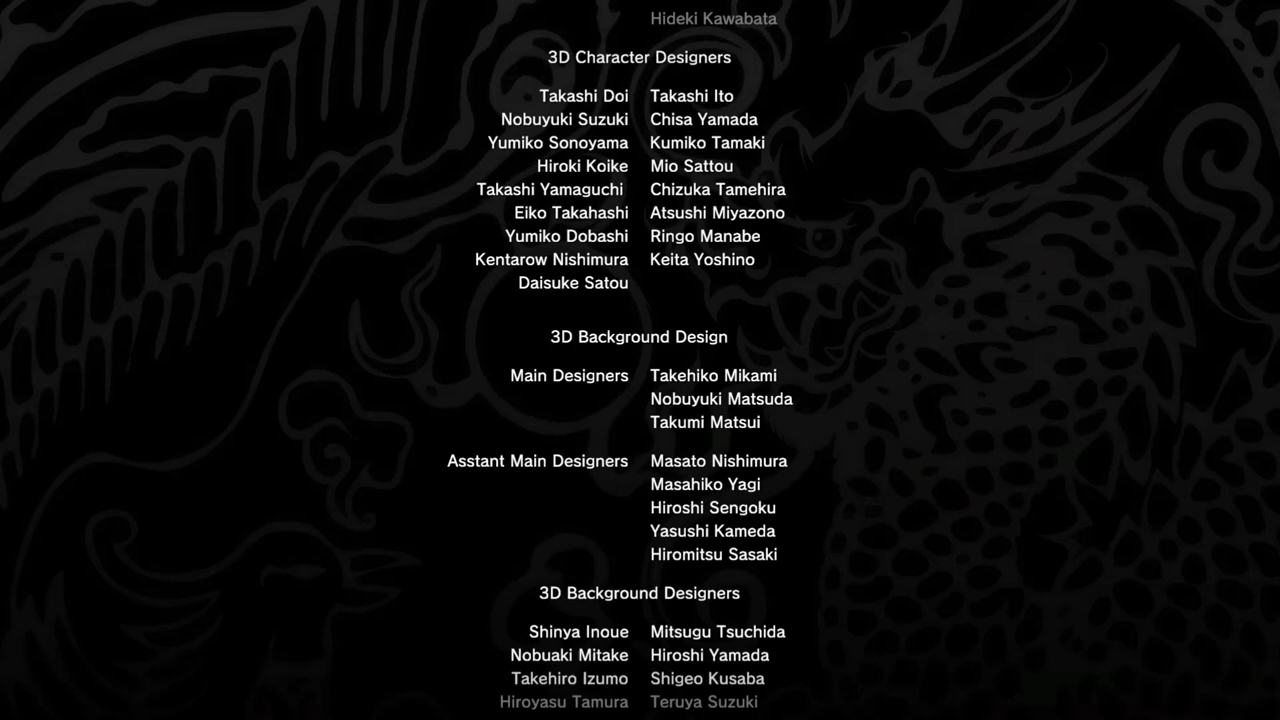 Hideki Kawabata
3D Character Designers
Takashi Doi Takashi Ito
Nobuyuki Suzuki Chisa Yamada
Yumiko Sonoyama Kumiko Tamaki
Hiroki Koike Mio Sattou
Takashi Yamaguchi Chizuka Tamehira
Eiko Takahashi Atsushi Miyazono
Yumiko Dobashi Ringo Manabe
Kentarow Nishimura Keita Yoshino
Daisuke Satou
3D Background Design
Main Designers Takehiko Mikami
Nobuyuki Matsuda
Takumi Matsui
Asstant Main Designers Masato Nishimura
Masahiko Yagi
Hiroshi Sengoku
Yasushi Kameda
Hiromitsu Sasaki
3D Background Designers
Shinya Inoue Mitsugu Tsuchida
Nobuaki Mitake Hiroshi Yamada
Takehiro Izumo Shigeo Kusaba
Hiroyasu Tamura Teruya Suzuki